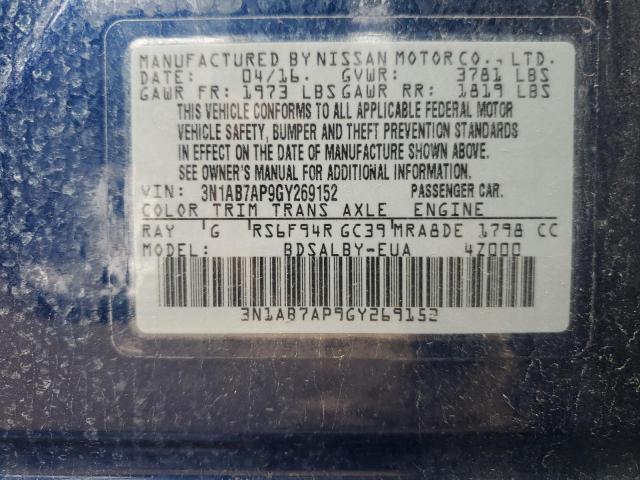 MANUFACTURED BY NISSAN MOTOR CO., LTD.
DATE: 04/16. GVWR: 3781 LBS
GAWR FR: 1973 LBS GAWR RR: 1819 LBS
THIS VEHICLE CONFORMS TO ALL APPLICABLE FEDERAL MOTOR
VEHICLE SAFETY, BUMPER AND THEFT PREVENTION STANDARDS
IN EFFECT ON THE DATE OF MANUFACTURE SHOWN ABOVE.
SEE OWNER'S MANUAL FOR ADDITIONAL INFORMATION.
VIN: 3N1AB7AP9GY269152 PASSENGER CAR.
COLOR TRIM TRANS AXLE ENGINE
RAY G RS6F94R GC39 MRA8DE 1798 CC
MODEL: BDSALBY-EUA 4Z000
3N1AB7AP9GY269152